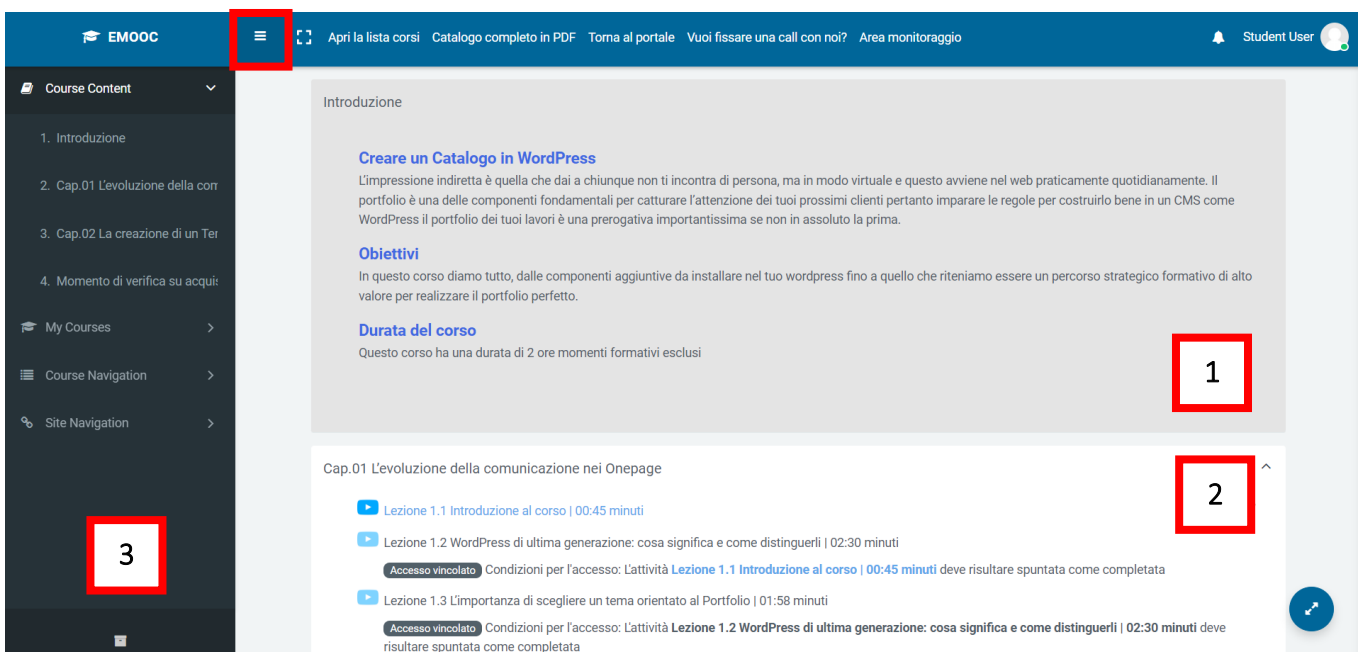 EMOOC
Apri la lista corsi Catalogo completo in PDF Torna al portale Vuoi fissare una call con noi? Area monitoraggio
Student User
Course Content
1. Introduzione
2. Cap.01 L'evoluzione della com
3. Cap.02 La creazione di un Ter
4. Momento di verifica su acquis
My Courses
Course Navigation
Site Navigation
3
Introduzione
Creare un Catalogo in WordPress
L'impressione indiretta è quella che dai a chiunque non ti incontra di persona, ma in modo virtuale e questo avviene nel web praticamente quotidianamente. Il
portfolio è una delle componenti fondamentali per catturare l'attenzione dei tuoi prossimi clienti pertanto imparare le regole per costruirlo bene in un CMS come
WordPress il portfolio dei tuoi lavori è una prerogativa importantissima se non in assoluto la prima.
Obiettivi
In questo corso diamo tutto, dalle componenti aggiuntive da installare nel tuo wordpress fino a quello che riteniamo essere un percorso strategico formativo di alto
valore per realizzare il portfolio perfetto.
Durata del corso
Questo corso ha una durata di 2 ore momenti formativi esclusi
1
Cap.01 L'evoluzione della comunicazione nei Onepage
2
Lezione 1.1 Introduzione al corso | 00:45 minuti
Lezione 1.2 WordPress di ultima generazione: cosa significa e come distinguerli | 02:30 minuti
Accesso vincolato Condizioni per l'accesso: L'attività Lezione 1.1 Introduzione al corso | 00:45 minuti deve risultare spuntata come completata
Lezione 1.3 L'importanza di scegliere un tema orientato al Portfolio | 01:58 minuti
Accesso vincolato Condizioni per l'accesso: L'attività Lezione 1.2 WordPress di ultima generazione: cosa significa e come distinguerli | 02:30 minuti deve
risultare spuntata come completata